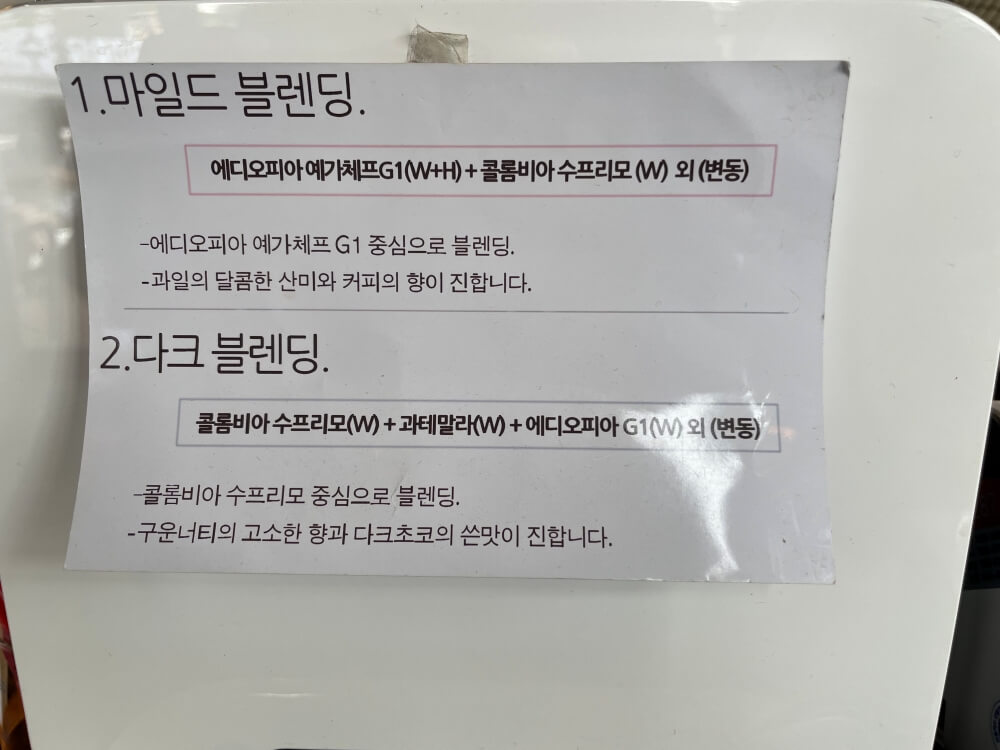 1.마일드 블렌딩.
에디오피아 예가체프G1(W+H) + 콜롬비아 수프리모 (W) 외 (변동)
-에디오피아 예가체프 G1 중심으로 블렌딩.
-과일의 달콤한 산미와 커피의 향이 진합니다.
2.다크 블렌딩.
콜롬비아 수프리모(W) + 과테말라(W) + 에디오피아 G1(W) 외 (변동)
-콜롬비아 수프리모 중심으로 블렌딩.
-구운너티의 고소한 향과 다크초코의 쓴맛이 진합니다.